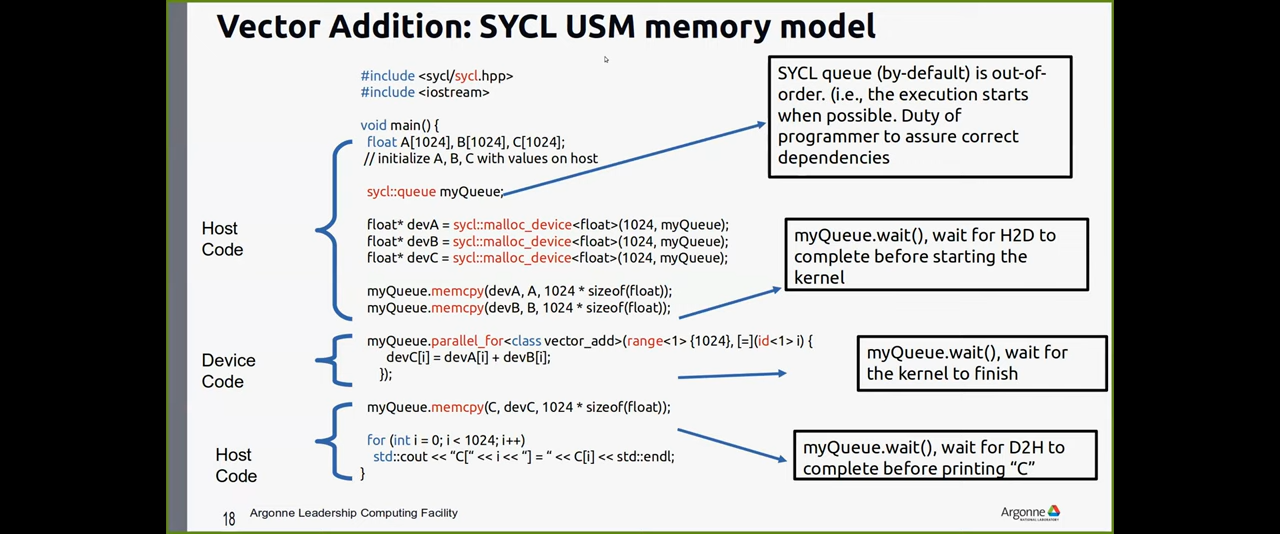 Vector Addition: SYCL USM memory model
#include <sycl/sycl.hpp>
#include <iostream>
void main() {
float A[1024], B[1024], C[1024];
// initialize A, B, C with values on host
sycl::queue myQueue;
float* devA = sycl::malloc_device<float>(1024, myQueue);
float* devB = sycl::malloc_device<float>(1024, myQueue);
float* devC = sycl::malloc_device<float>(1024, myQueue);
myQueue.memcpy(devA, A, 1024 * sizeof(float));
myQueue.memcpy(devB, B, 1024 * sizeof(float));
myQueue.parallel_for<class vector_add>(range<1> {1024}, [=](id<1> i) {
devC[i] = devA[i] + devB[i];
});
myQueue.memcpy(C, devC, 1024 * sizeof(float));
for (int i = 0; i < 1024; i++)
std::cout << “C[“ << i << “] = “ << C[i] << std::endl;
}
Host
Code
Device
Code
Host
Code
SYCL queue (by-default) is out-of-
order. (i.e., the execution starts
when possible. Duty of
programmer to assure correct
dependencies
myQueue.wait(), wait for H2D to
complete before starting the
kernel
myQueue.wait(), wait for
the kernel to finish
myQueue.wait(), wait for D2H to
complete before printing “C”
18
Argonne Leadership Computing Facility
Argonne
NATIONAL LABORATORY